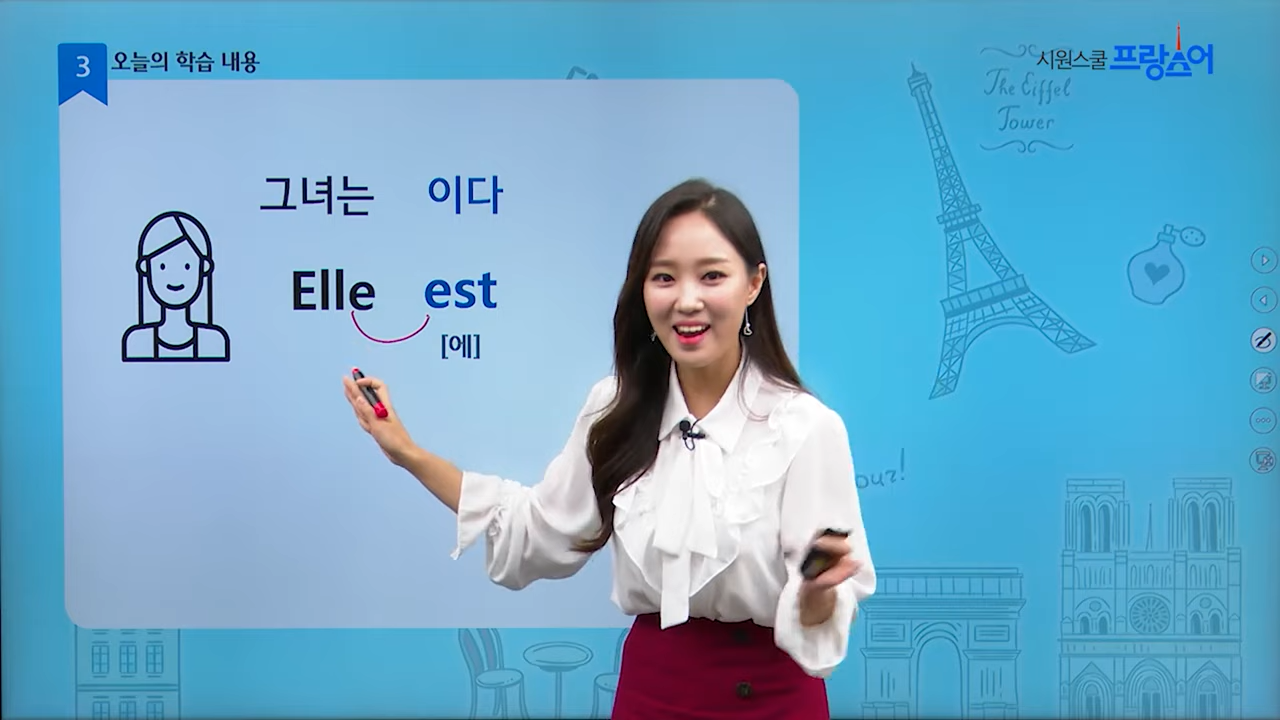 3 오늘의 학습 내용
시원스쿨 프랑스어
The Eiffel
Tower
그녀는 이다
Elle est
[에]
our!